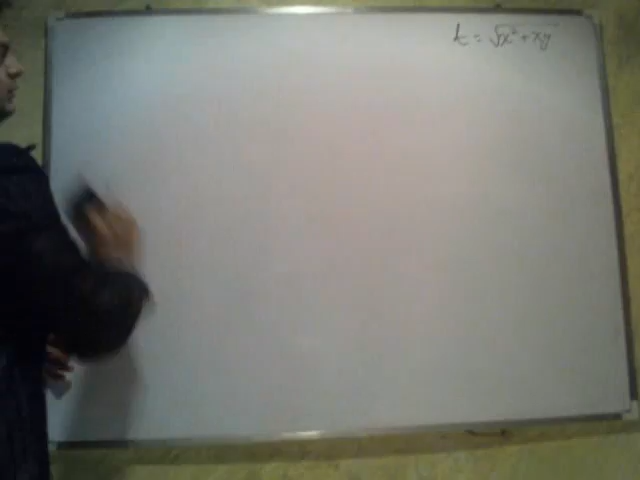 t = √x² + xy